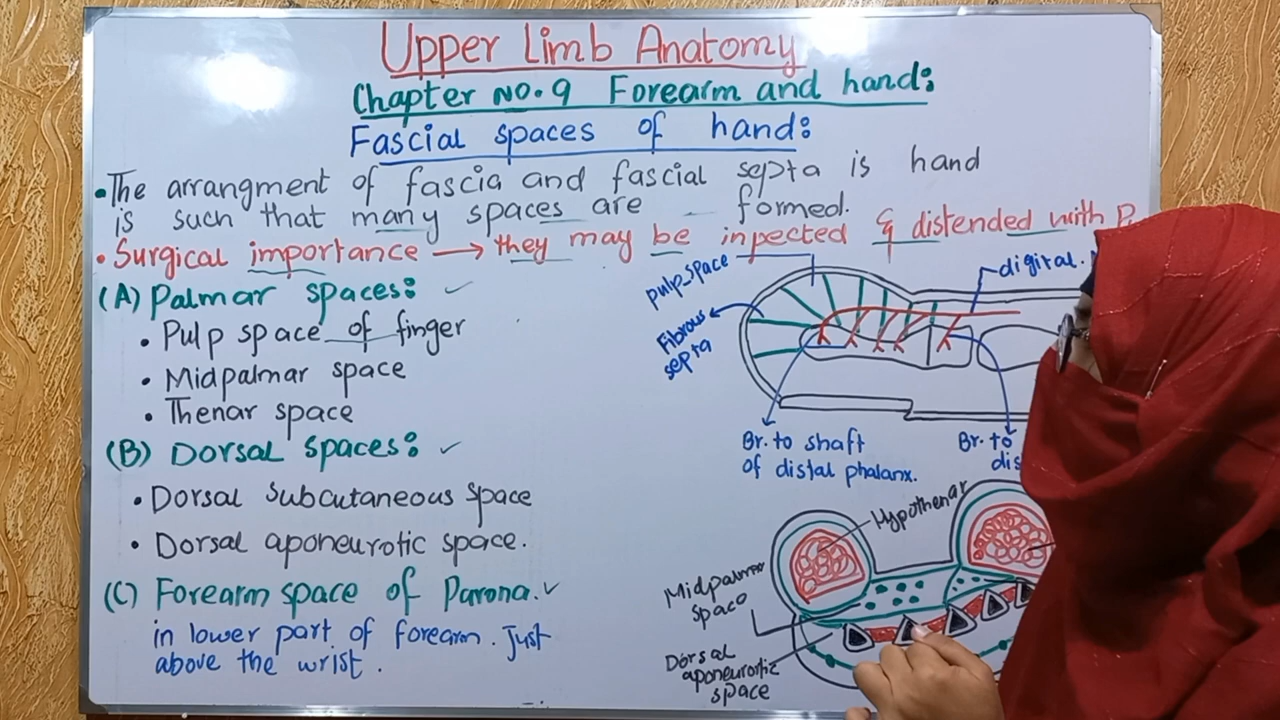 Upper Limb Anatomy
Chapter NO.9 Forearm and hand:
Fascial spaces of hand:
•The arrangment of fascia and fascial septa is hand
is such that many spaces are formed.
•Surgical importance → they may be inpected & distended with
(A) Palmar spaces: ✓
• Pulp space of finger
• Midpalmar space
• Thenar space
(B) Dorsal spaces: ✓
• Dorsal subcutaneous space
• Dorsal aponeurotic space.
(C) Forearm space of Parona. ✓
in lower part of forearm. Just
above the wrist.
pulp space
digital.
Fibrous
septa
Br. to shaft
of distal phalanx.
Br. to
Hypothenar
Midpalmar
space
Dorsal
aponeurotic
space